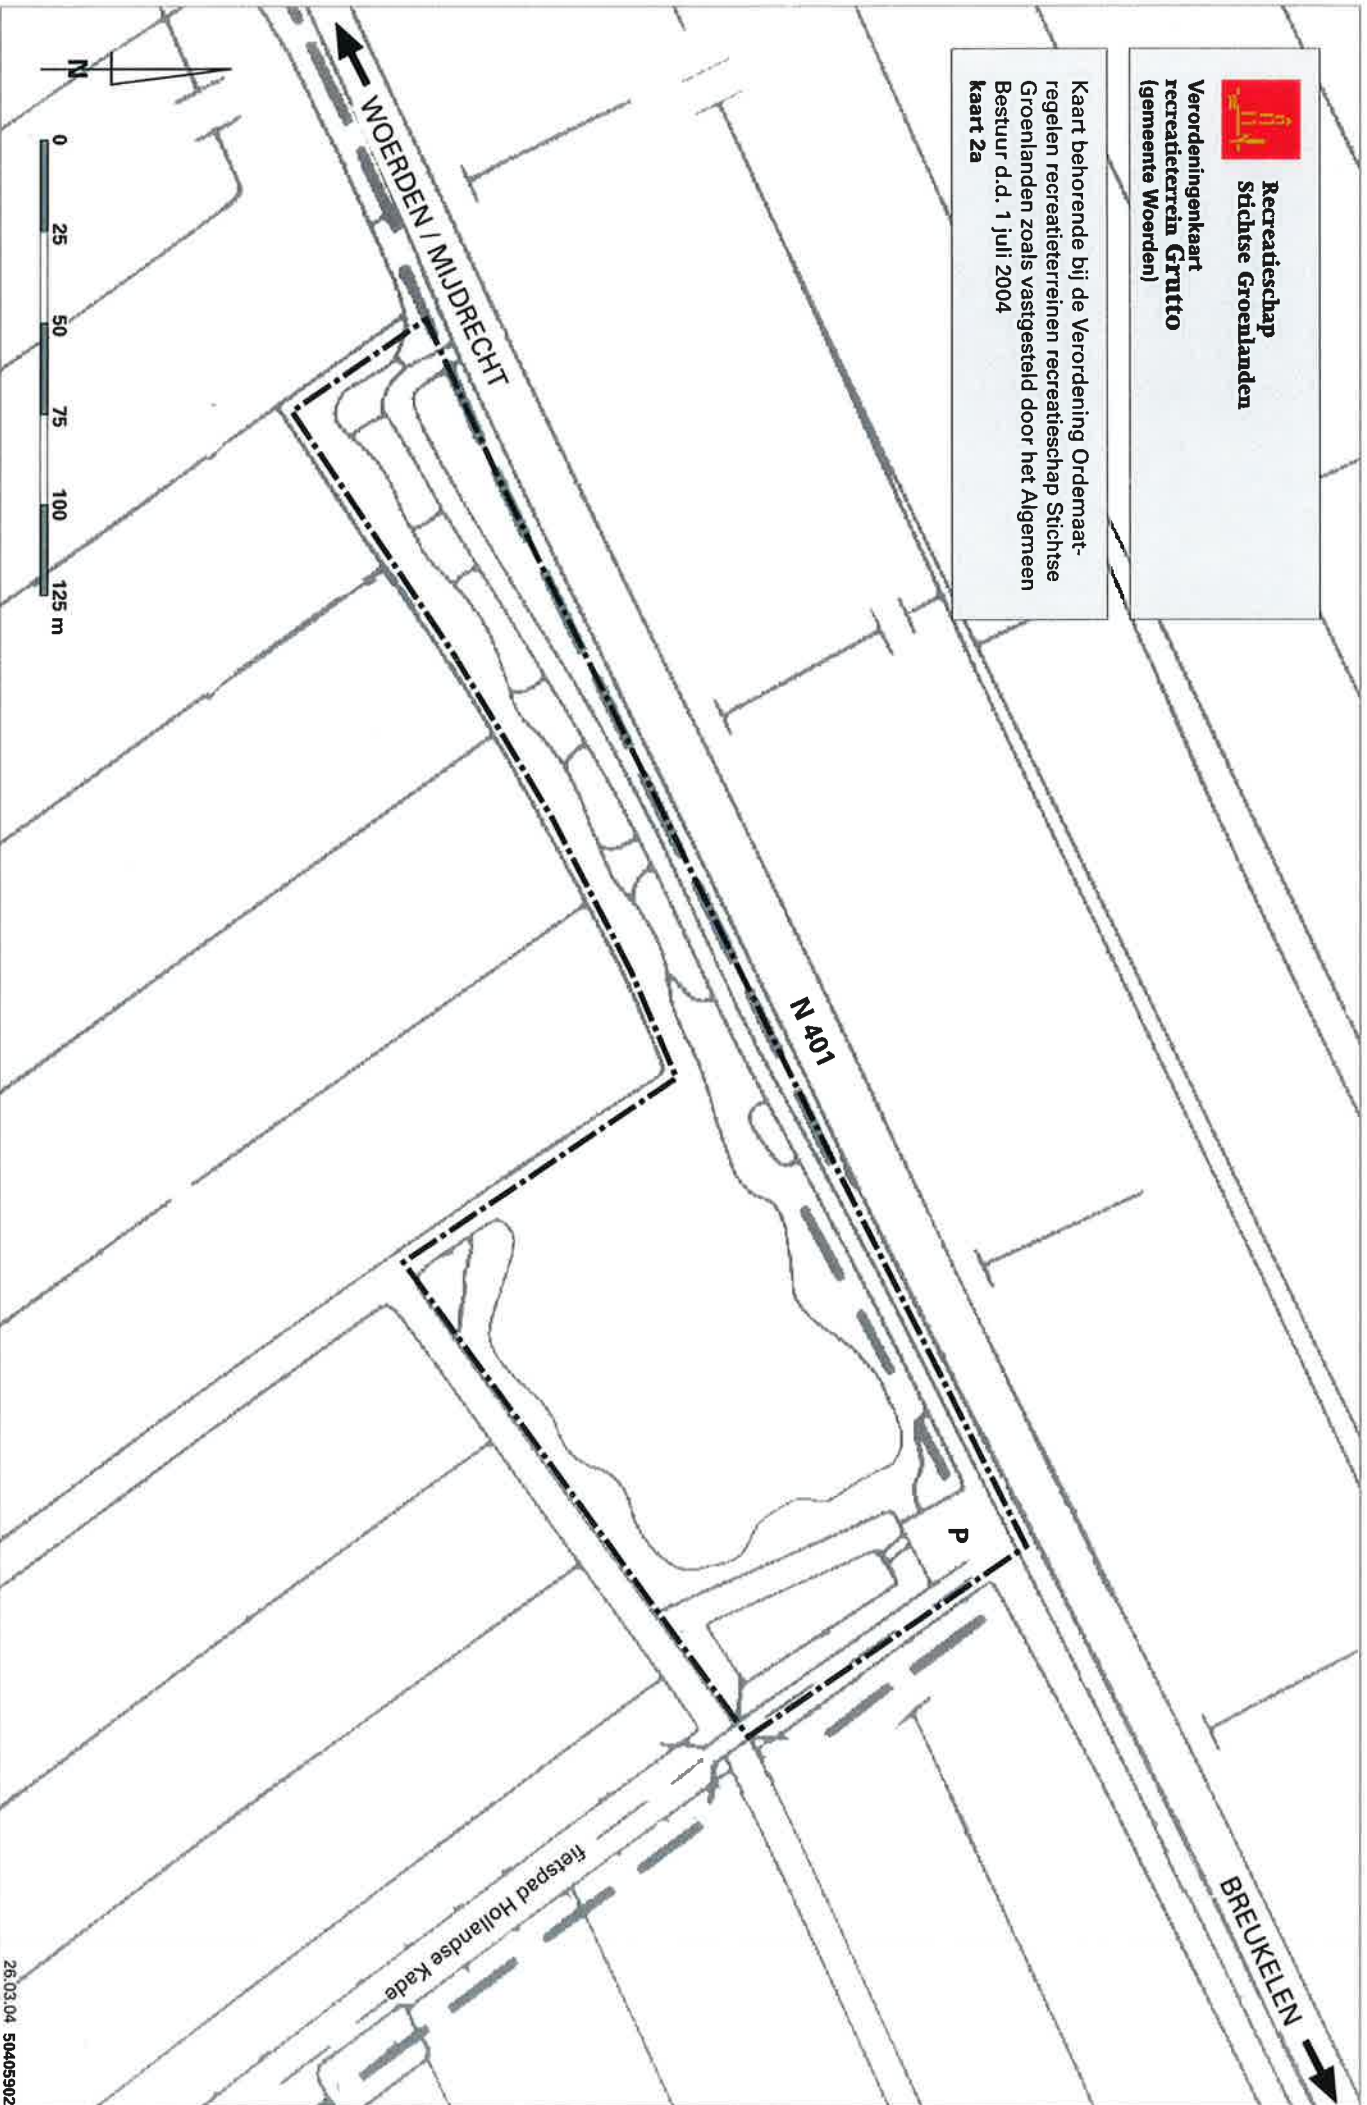 Recreatieschap
Stichtse Groenlanden
Verordeningenkaart
recreatieterrein Grutto
(gemeente Woerden)
Kaart behorende bij de Verordening Ordemaat-
regelen recreatieterreinen recreatieschap Stichtse
Groenlanden zoals vastgesteld door het Algemeen
Bestuur d.d. 1 juli 2004
kaart 2a
WOERDEN / MIJDRECHT
N 401
BREUKELEN
P
fietspad Hollandse Kade
N
0 25 50 75 100 125 m
26.03.04 50405902